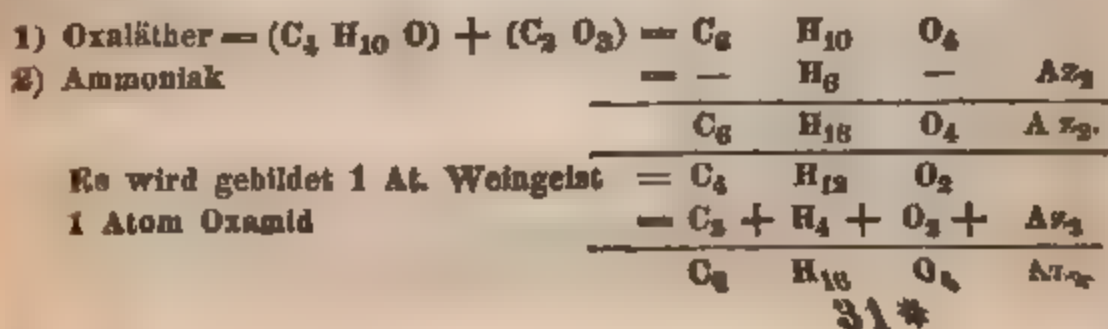 1) Oxaläther = (C₄ H₁₀ O) + (C₂ O₃) = C₆ H₁₀ O₄
2) Ammoniak = — H₆ — Az₂
C₆ H₁₆ O₄ Az₂.
Es wird gebildet 1 At. Weingeist = C₄ H₁₂ O₂
1 Atom Oxamid = C₂ + H₄ + O₂ + Az₂
C₆ H₁₆ O₄ Az₂
31*